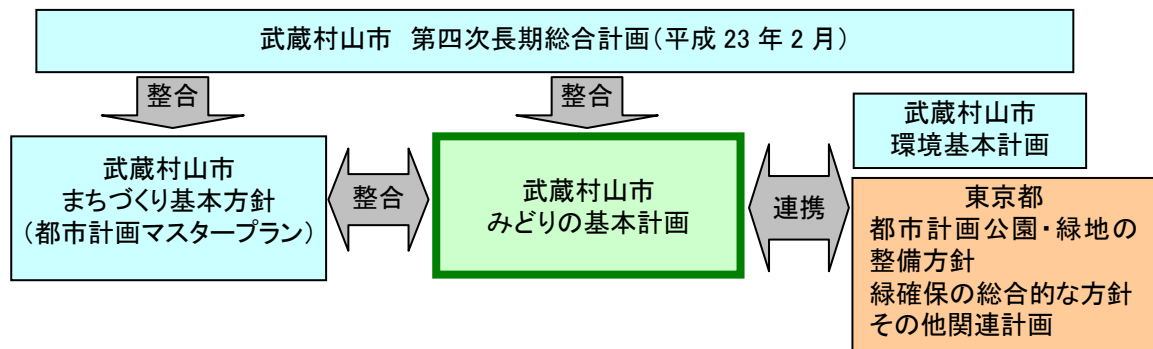 武蔵村山市 第四次長期総合計画(平成 23 年 2 月)
整合
整合
武蔵村山市
まちづくり基本方針
(都市計画マスタープラン)
整合
武蔵村山市
みどりの基本計画
連携
武蔵村山市
環境基本計画
東京都
都市計画公園・緑地の
整備方針
緑確保の総合的な方針
その他関連計画